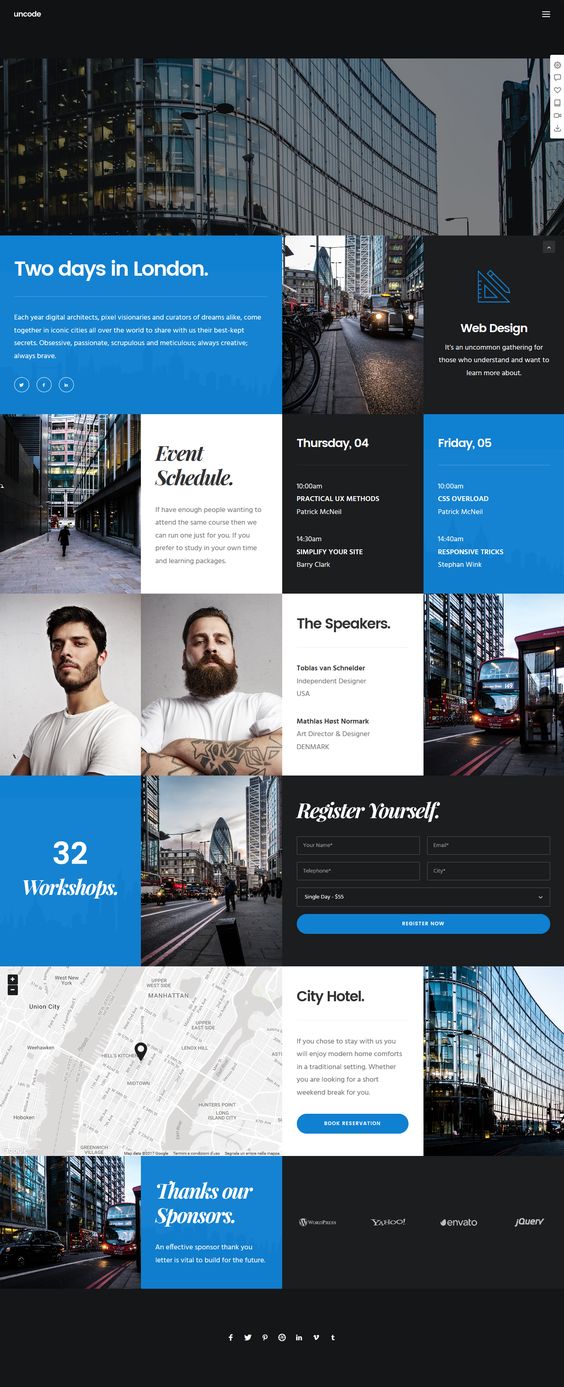 uncode
Two days in London.
Each year digital architects, pixel visionaries and curators of dreams alike, come
together in iconic cities all over the world to share with us their best-kept
secrets. Obsessive, passionate, scrupulous and meticulous; always creative;
always brave.
Web Design
It's an uncommon gathering for
those who understand and want to
learn more about.
Event
Schedule.
If have enough people wanting to
attend the same course then we
can run one just for you. If you
prefer to study in your own time
and learning packages.
Thursday, 04
10:00am
PRACTICAL UX METHODS
Patrick McNeil
14:30am
SIMPLIFY YOUR SITE
Barry Clark
Friday, 05
10:00am
CSS OVERLOAD
Patrick McNeil
14:40am
RESPONSIVE TRICKS
Stephan Wink
The Speakers.
Tobias van Schneider
Independent Designer
USA
Mathias Høst Normark
Art Director & Designer
DENMARK
149
32
Workshops.
Register Yourself.
Your Name*
Email*
Telephone*
City*
Single Day - $55
REGISTER NOW
West New
York
Union City
UPPER
WEST SIDE
MANHATTAN
UPPER
EAST SIDE
Weehawken
HELL'S KITCHEN
LENOX HILL
MIDTOWN
HUNTERS POINT
LONG
ISLAND CITY
Hoboken
GREENWICH
VILLAGE
Map data ©2017 Google
Termini e condizioni d'uso
Segnala un errore nella mappa
City Hotel.
If you chose to stay with us you
will enjoy modern home comforts
in a traditional setting. Whether
you are looking for a short
weekend break for you.
BOOK RESERVATION
Thanks our
Sponsors.
An effective sponsor thank you
letter is vital to build for the future.
WORDPRESS
YAHOO!
envato
jQuery